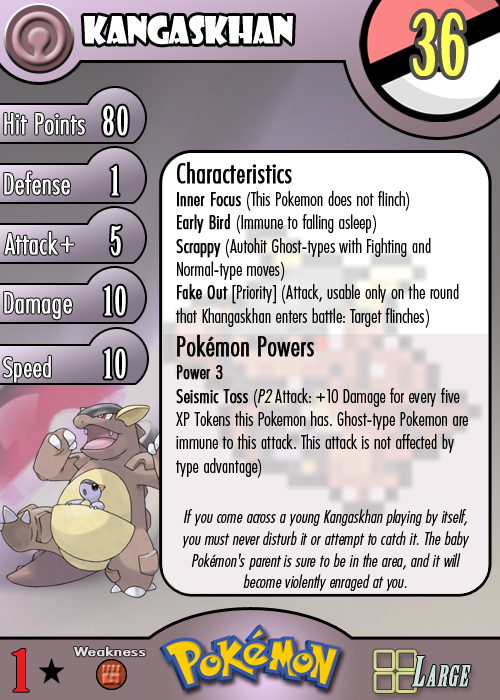 KANGASKHAN
36
Hit Points 80
Defense 1
Attack+ 5
Damage 10
Speed 10
Characteristics
Inner Focus (This Pokemon does not flinch)
Early Bird (Immune to falling asleep)
Scrappy (Autohit Ghost-types with Fighting and
Normal-type moves)
Fake Out [Priority] (Attack, usable only on the round
that Khangaskhan enters battle: Target flinches)
Pokémon Powers
Power 3
Seismic Toss (P2 Attack: +10 Damage for every five
XP Tokens this Pokemon has. Ghost-type Pokemon are
immune to this attack. This attack is not affected by
type advantage)
If you come across a young Kangaskhan playing by itself,
you must never disturb it or attempt to catch it. The baby
Pokémon's parent is sure to be in the area, and it will
become violently enraged at you.
1★
Weakness
POKéMON
LARGE